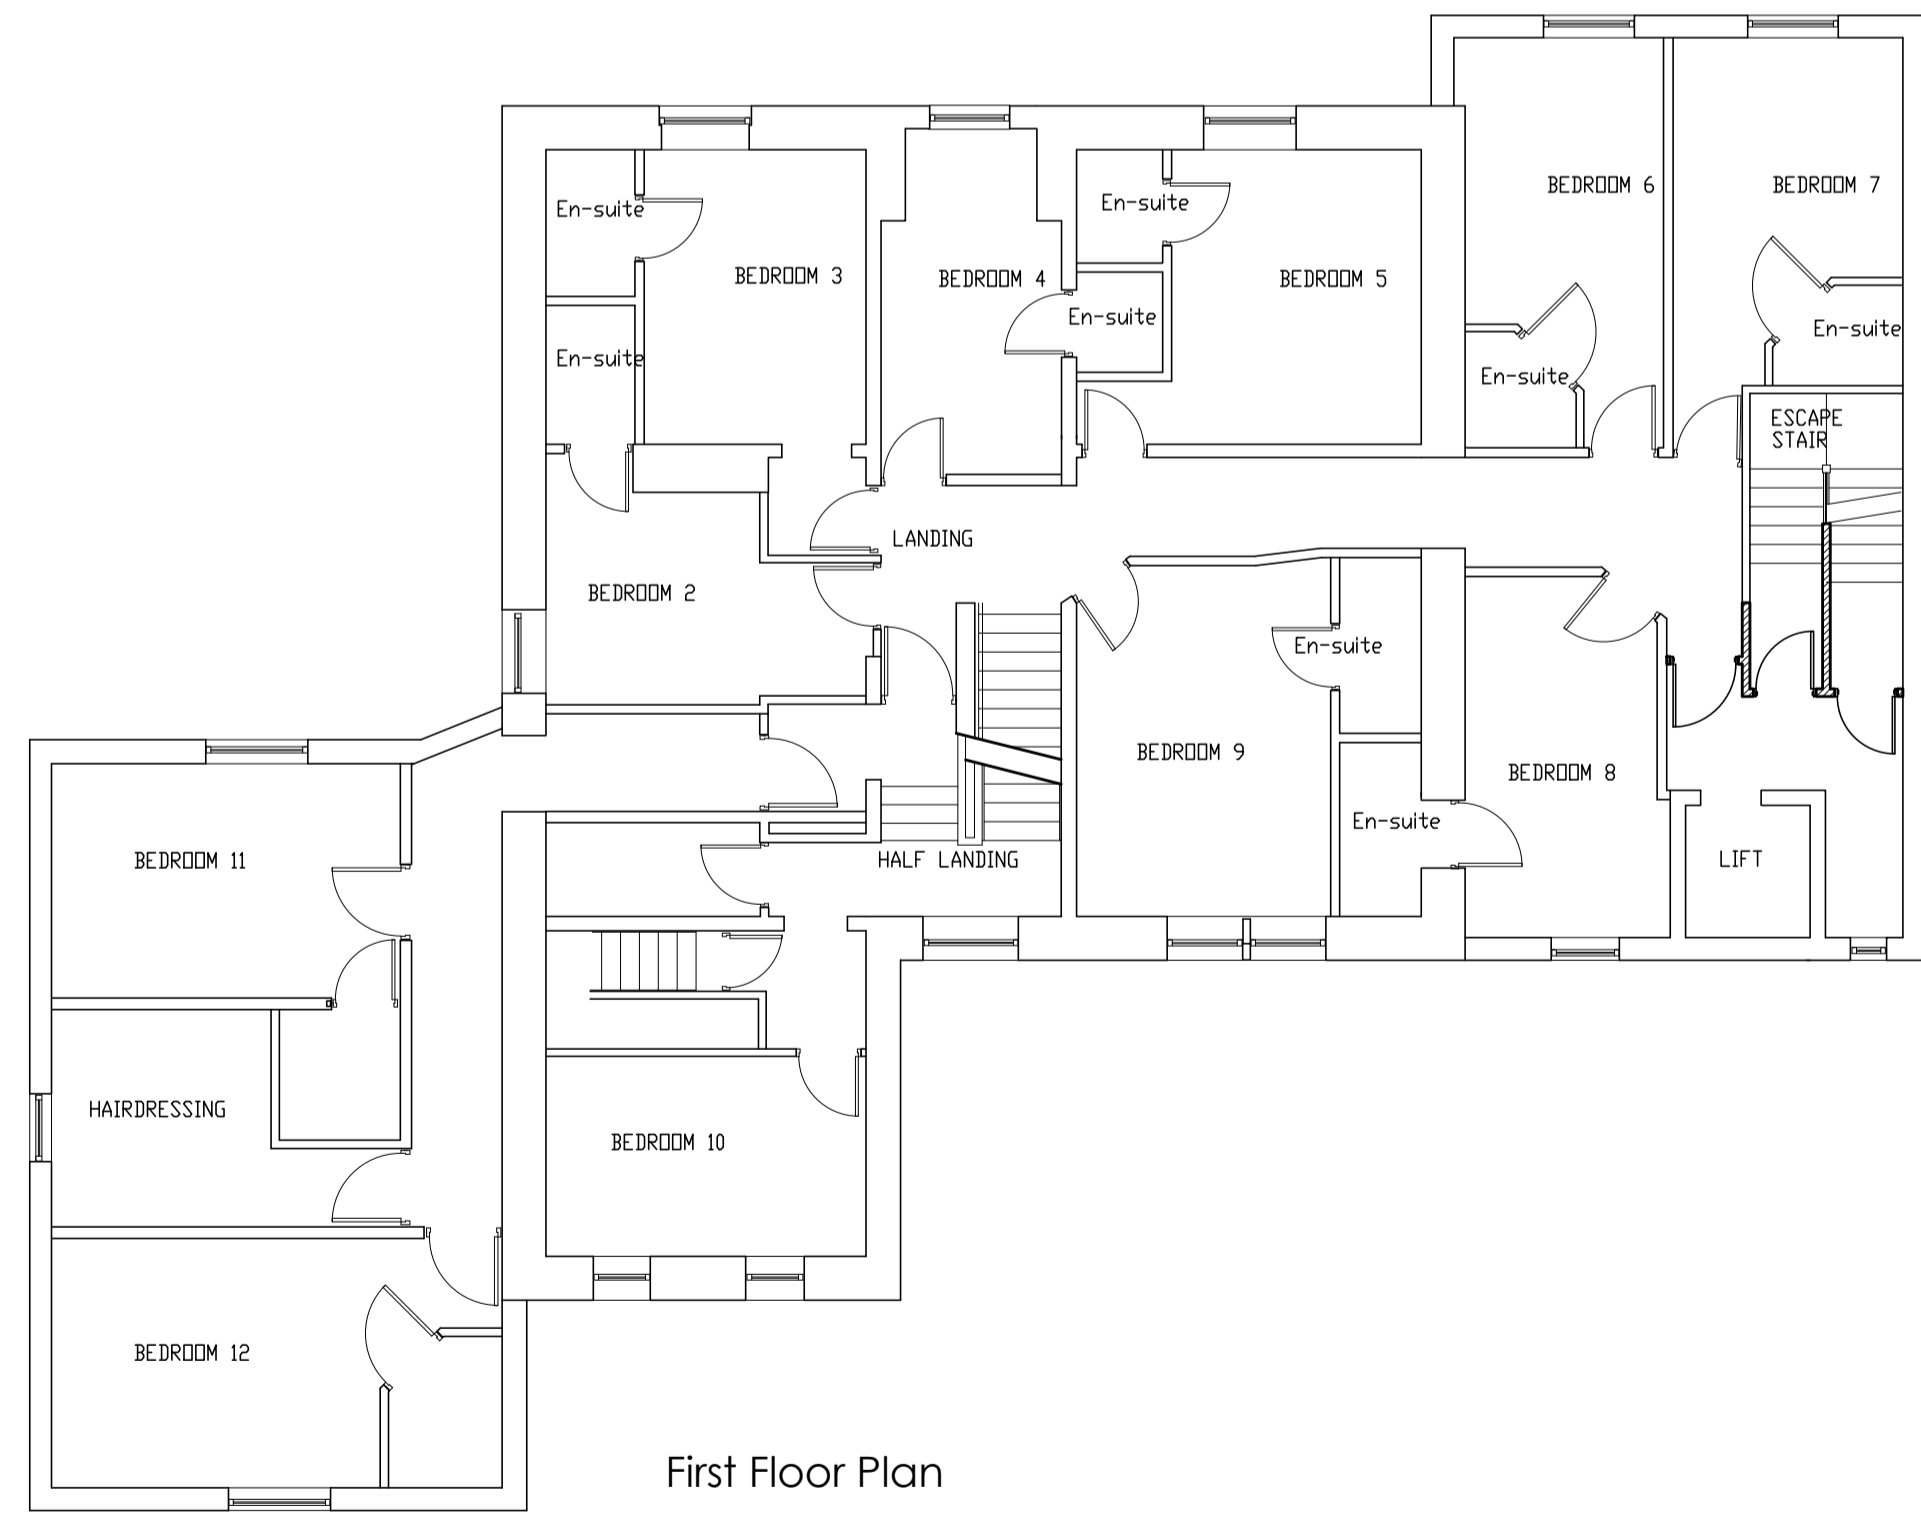 BEDROOM 6
BEDROOM 7
En-suite
En-suite
BEDROOM 3
BEDROOM 4
En-suite
BEDROOM 5
En-suite
En-suite
En-suite
ESCAPE
STAIR
LANDING
BEDROOM 2
En-suite
BEDROOM 9
BEDROOM 8
En-suite
BEDROOM 11
HALF LANDING
LIFT
HAIRDRESSING
BEDROOM 10
BEDROOM 12
First Floor Plan